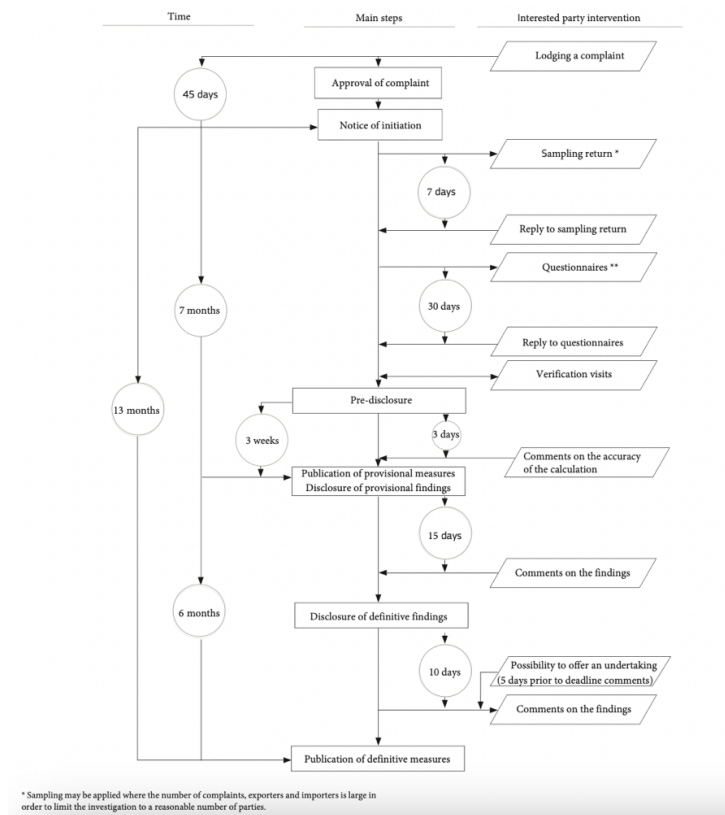 Time
Main steps
Interested party intervention
Lodging a complaint
Approval of complaint
45 days
Notice of initiation
Sampling return *
7 days
Reply to sampling return
Questionnaires **
7 months
30 days
Reply to questionnaires
Verification visits
Pre-disclosure
13 months
3 weeks
3 days
Comments on the accuracy
of the calculation
Publication of provisional measures
Disclosure of provisional findings
15 days
Comments on the findings
6 months
Disclosure of definitive findings
10 days
Possibility to offer an undertaking
(5 days prior to deadline comments)
Comments on the findings
Publication of definitive measures
* Sampling may be applied where the number of complaints, exporters and importers is large in
order to limit the investigation to a reasonable number of parties.